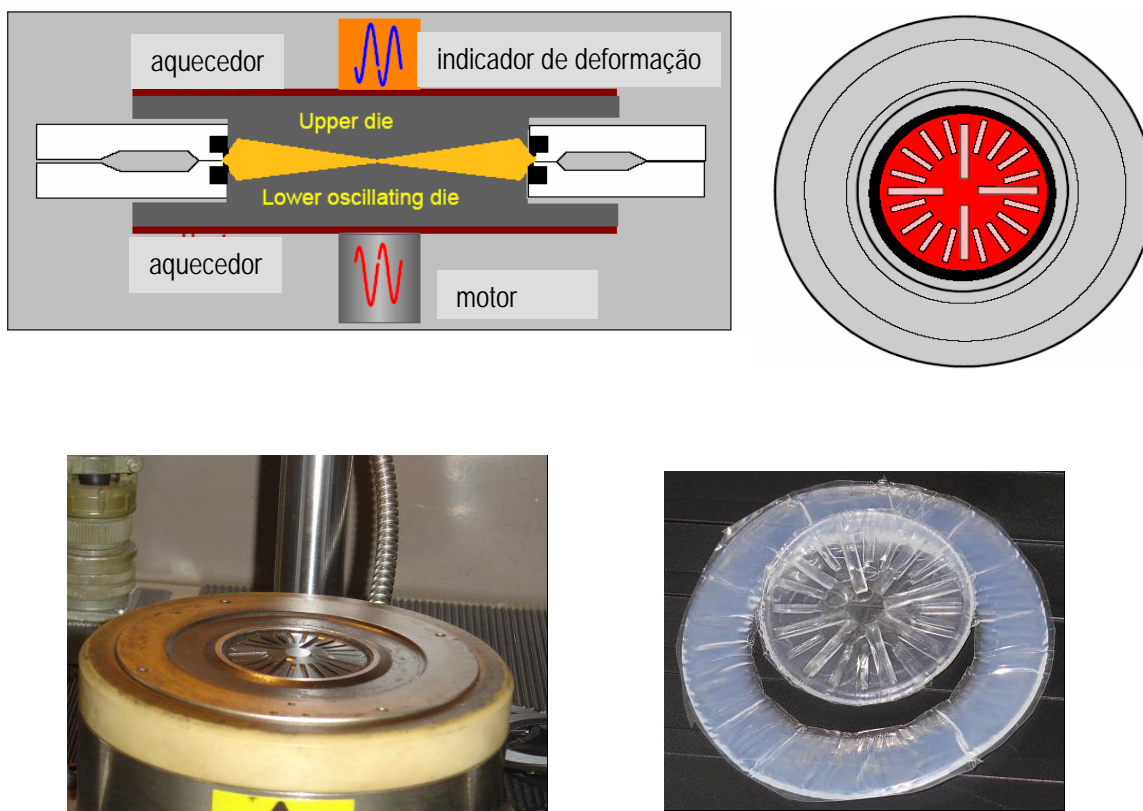 aquecedor
indicador de deformação
Upper die
Lower oscillating die
aquecedor
motor